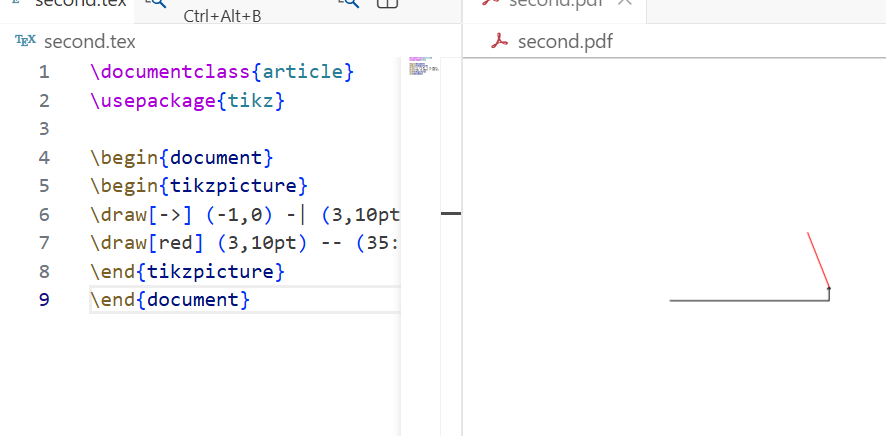 second.tex
Ctrl+Alt+B
second.pdf
TEX second.tex
second.pdf
1 \documentclass{article}
2 \usepackage{tikz}
3
4 \begin{document}
5 \begin{tikzpicture}
6 \draw[->] (-1,0) -| (3,10pt
7 \draw[red] (3,10pt) -- (35:
8 \end{tikzpicture}
9 \end{document}